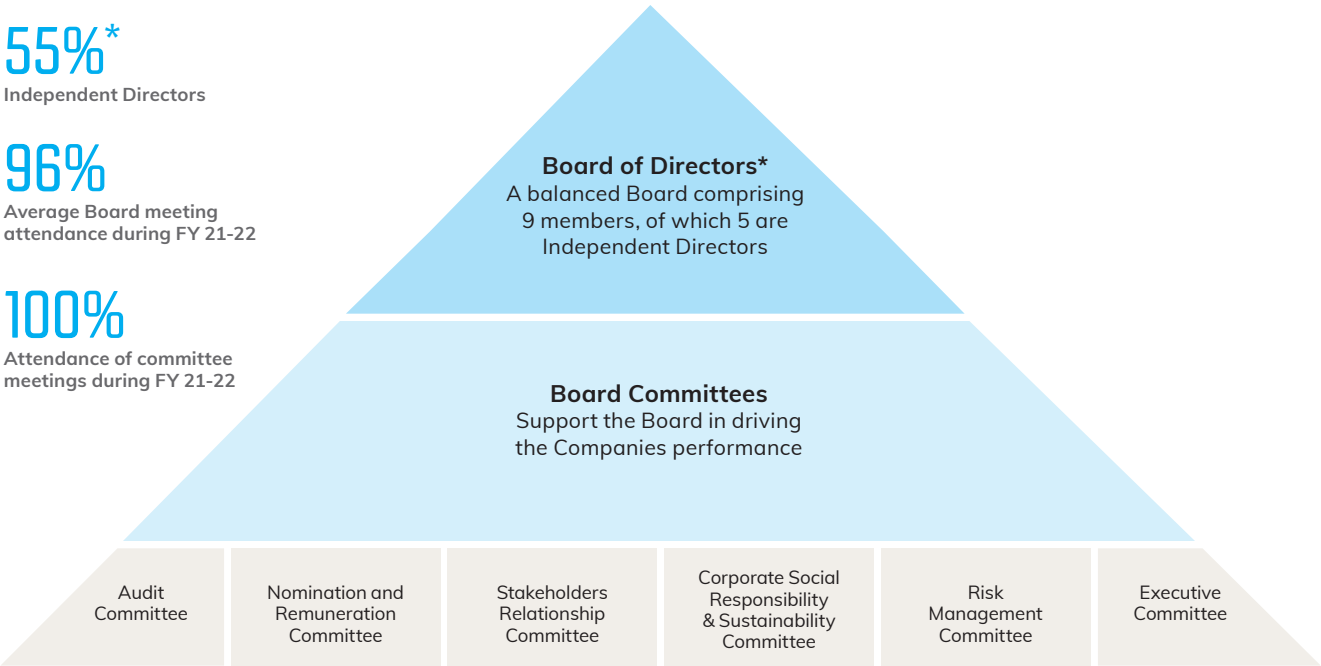 55%*
Independent Directors
96%
Average Board meeting
attendance during FY 21-22
100%
Attendance of committee
meetings during FY 21-22
Board of Directors*
A balanced Board comprising
9 members, of which 5 are
Independent Directors
Board Committees
Support the Board in driving
the Companies performance
Audit
Committee
Nomination and
Remuneration
Committee
Stakeholders
Relationship
Committee
Corporate Social
Responsibility
& Sustainability
Committee
Risk
Management
Committee
Executive
Committee